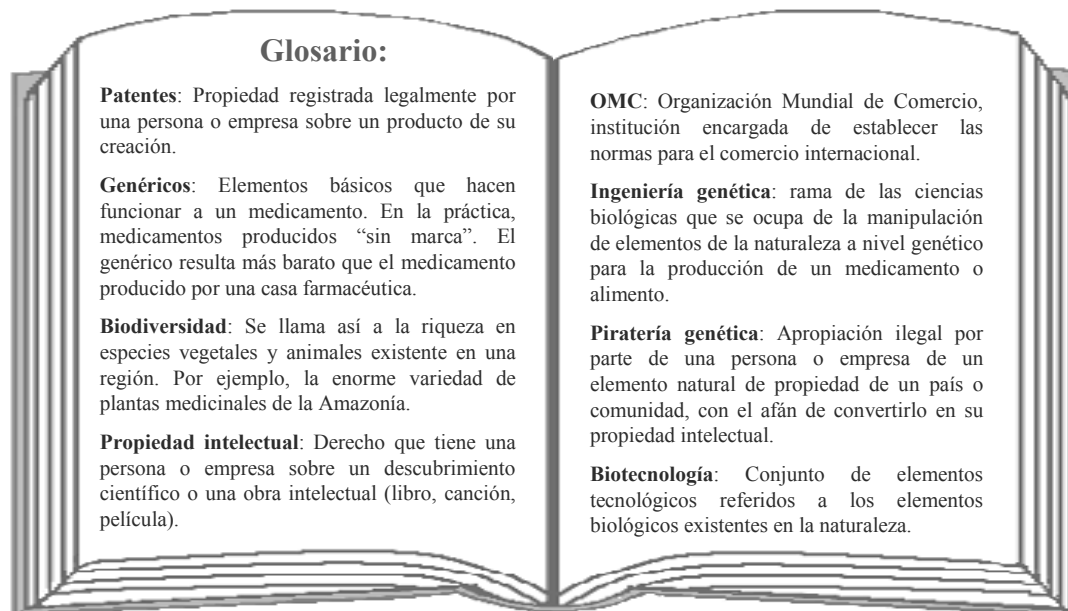 Glosario:
Patentes: Propiedad registrada legalmente por
una persona o empresa sobre un producto de su
creación.
Genéricos: Elementos básicos que hacen
funcionar a un medicamento. En la práctica,
medicamentos producidos “sin marca”. El
genérico resulta más barato que el medicamento
producido por una casa farmacéutica.
Biodiversidad: Se llama así a la riqueza en
especies vegetales y animales existente en una
región. Por ejemplo, la enorme variedad de
plantas medicinales de la Amazonía.
Propiedad intelectual: Derecho que tiene una
persona o empresa sobre un descubrimiento
científico o una obra intelectual (libro, canción,
película).
OMC: Organización Mundial de Comercio,
institución encargada de establecer las
normas para el comercio internacional.
Ingeniería genética: rama de las ciencias
biológicas que se ocupa de la manipulación
de elementos de la naturaleza a nivel genético
para la producción de un medicamento o
alimento.
Piratería genética: Apropiación ilegal por
parte de una persona o empresa de un
elemento natural de propiedad de un país o
comunidad, con el afán de convertirlo en su
propiedad intelectual.
Biotecnología: Conjunto de elementos
tecnológicos referidos a los elementos
biológicos existentes en la naturaleza.